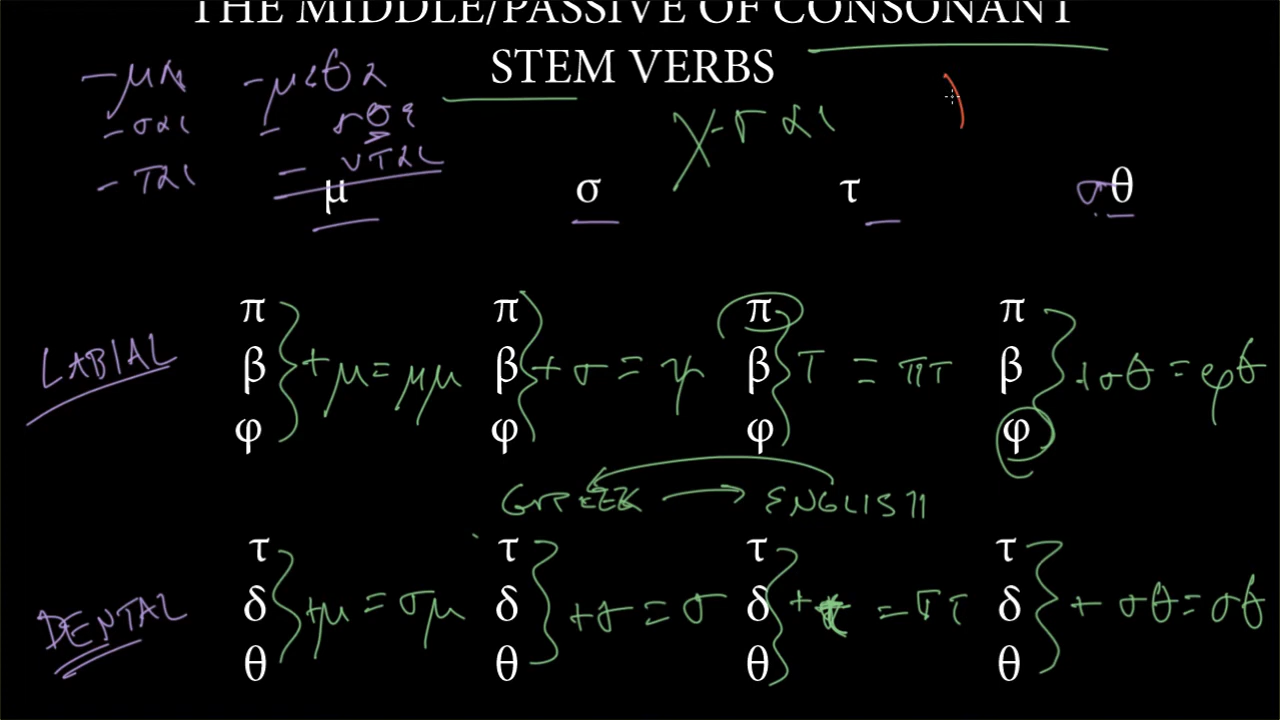 THE MIDDLE/PASSIVE OF CONSONANT
STEM VERBS
-μαι -μεθα
-σαι - σθε
-ται - νται
χ-σαι
μ σ τ σθ
LABIAL
π β φ } +μ = μμ
π β φ } +σ = ψ
π β φ } τ = πτ
π β φ } +σθ = φθ
GREEK → ENGLISH
DENTAL
τ δ θ } +μ = σμ
τ δ θ } +σ = σ
τ δ θ } +τ = στ
τ δ θ } + σθ = σθ